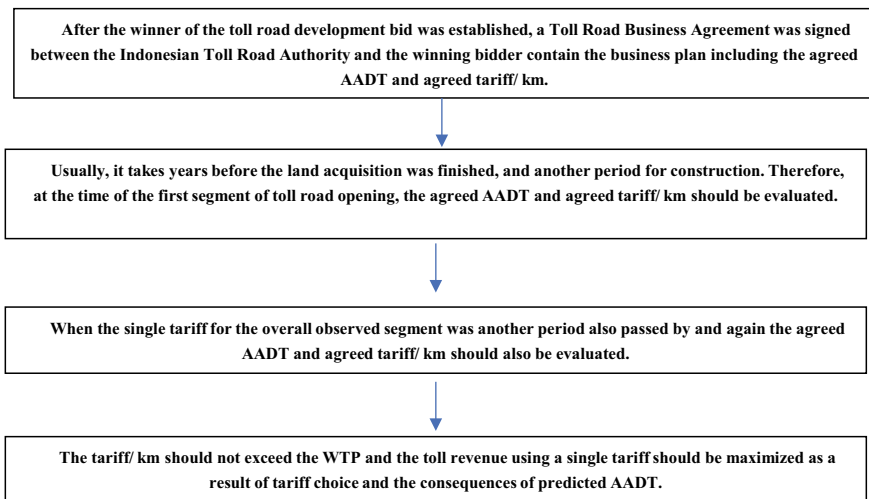 After the winner of the toll road development bid was established, a Toll Road Business Agreement was signed
between the Indonesian Toll Road Authority and the winning bidder contain the business plan including the agreed
AADT and agreed tariff/ km.
Usually, it takes years before the land acquisition was finished, and another period for construction. Therefore,
at the time of the first segment of toll road opening, the agreed AADT and agreed tariff/ km should be evaluated.
When the single tariff for the overall observed segment was another period also passed by and again the agreed
AADT and agreed tariff/ km should also be evaluated.
The tariff/ km should not exceed the WTP and the toll revenue using a single tariff should be maximized as a
result of tariff choice and the consequences of predicted AADT.